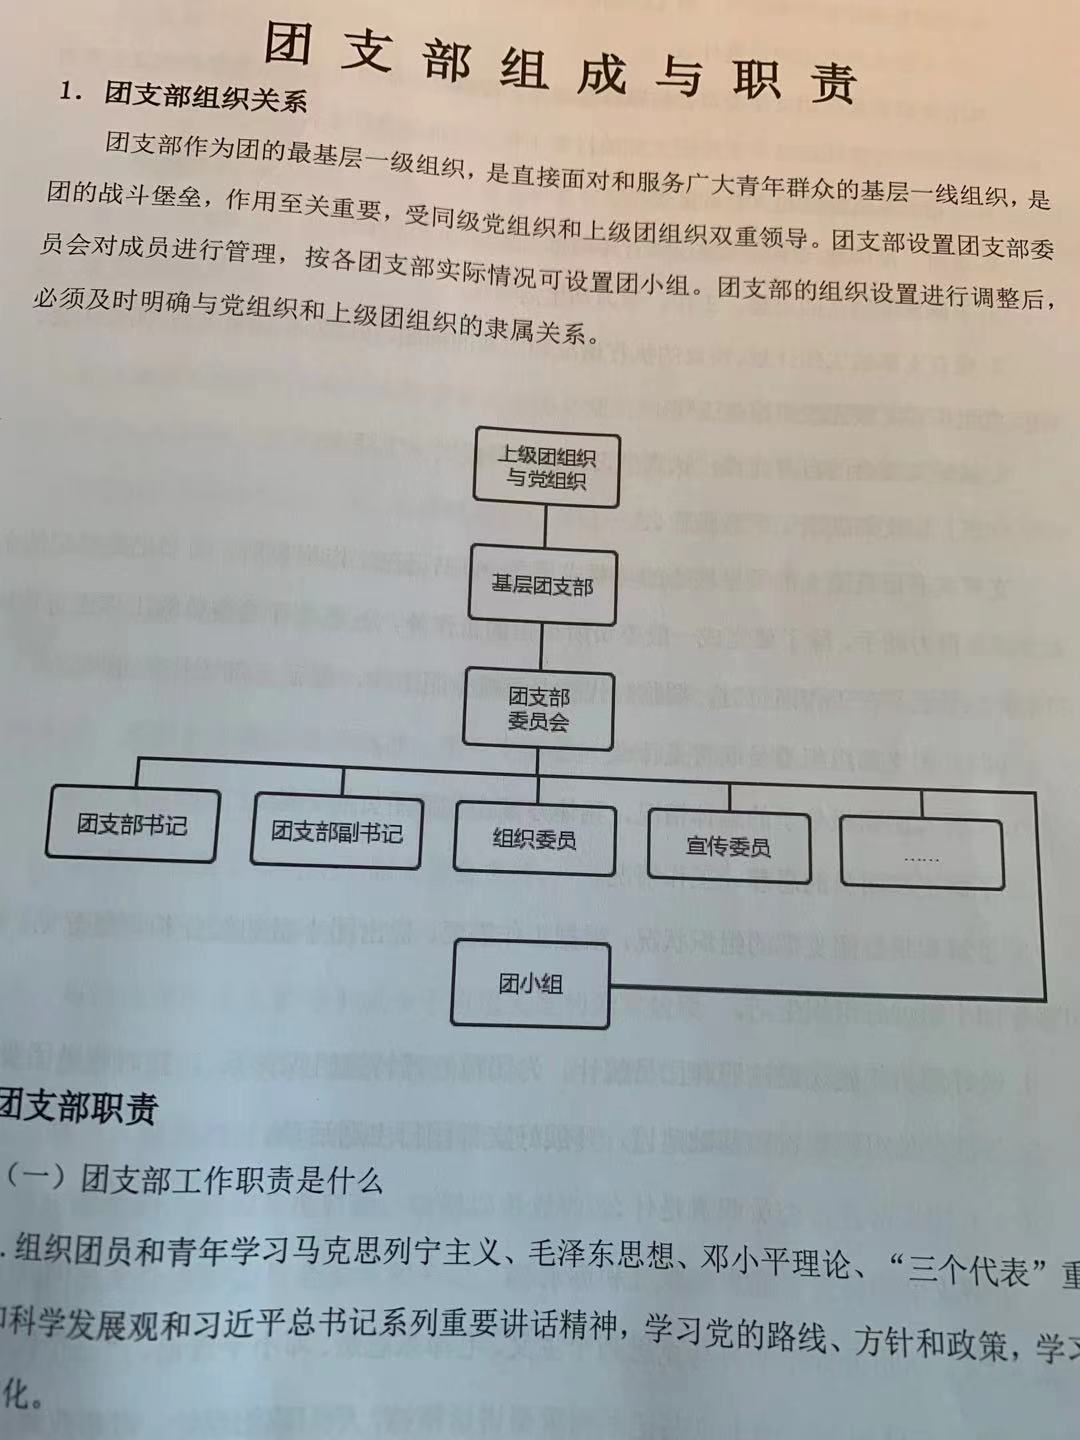 团支部组成与职责
1. 团支部组织关系
团支部作为团的最基层一级组织，是直接面对和服务广大青年群众的基层一线组织，是
团的战斗堡垒，作用至关重要，受同级党组织和上级团组织双重领导。团支部设置团支部委
员会对成员进行管理，按各团支部实际情况可设置团小组。团支部的组织设置进行调整后，
必须及时明确与党组织和上级团组织的隶属关系。
上级团组织
与党组织
基层团支部
团支部
委员会
团支部书记
团支部副书记
组织委员
宣传委员
……
团小组
团支部职责
（一）团支部工作职责是什么
.组织团员和青年学习马克思列宁主义、毛泽东思想、邓小平理论、“三个代表”重
和科学发展观和习近平总书记系列重要讲话精神，学习党的路线、方针和政策，学习
化。